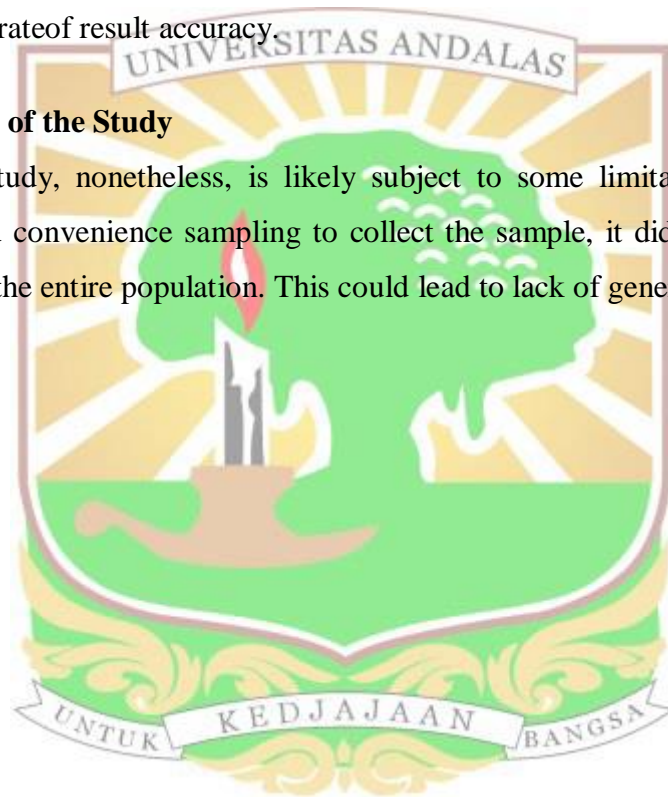 rateof result accuracy.
UNIVERSITAS ANDALAS
of the Study
tudy, nonetheless, is likely subject to some limita
convenience sampling to collect the sample, it did
the entire population. This could lead to lack of gene
UNTUK KEDJAJAAN BANGSA